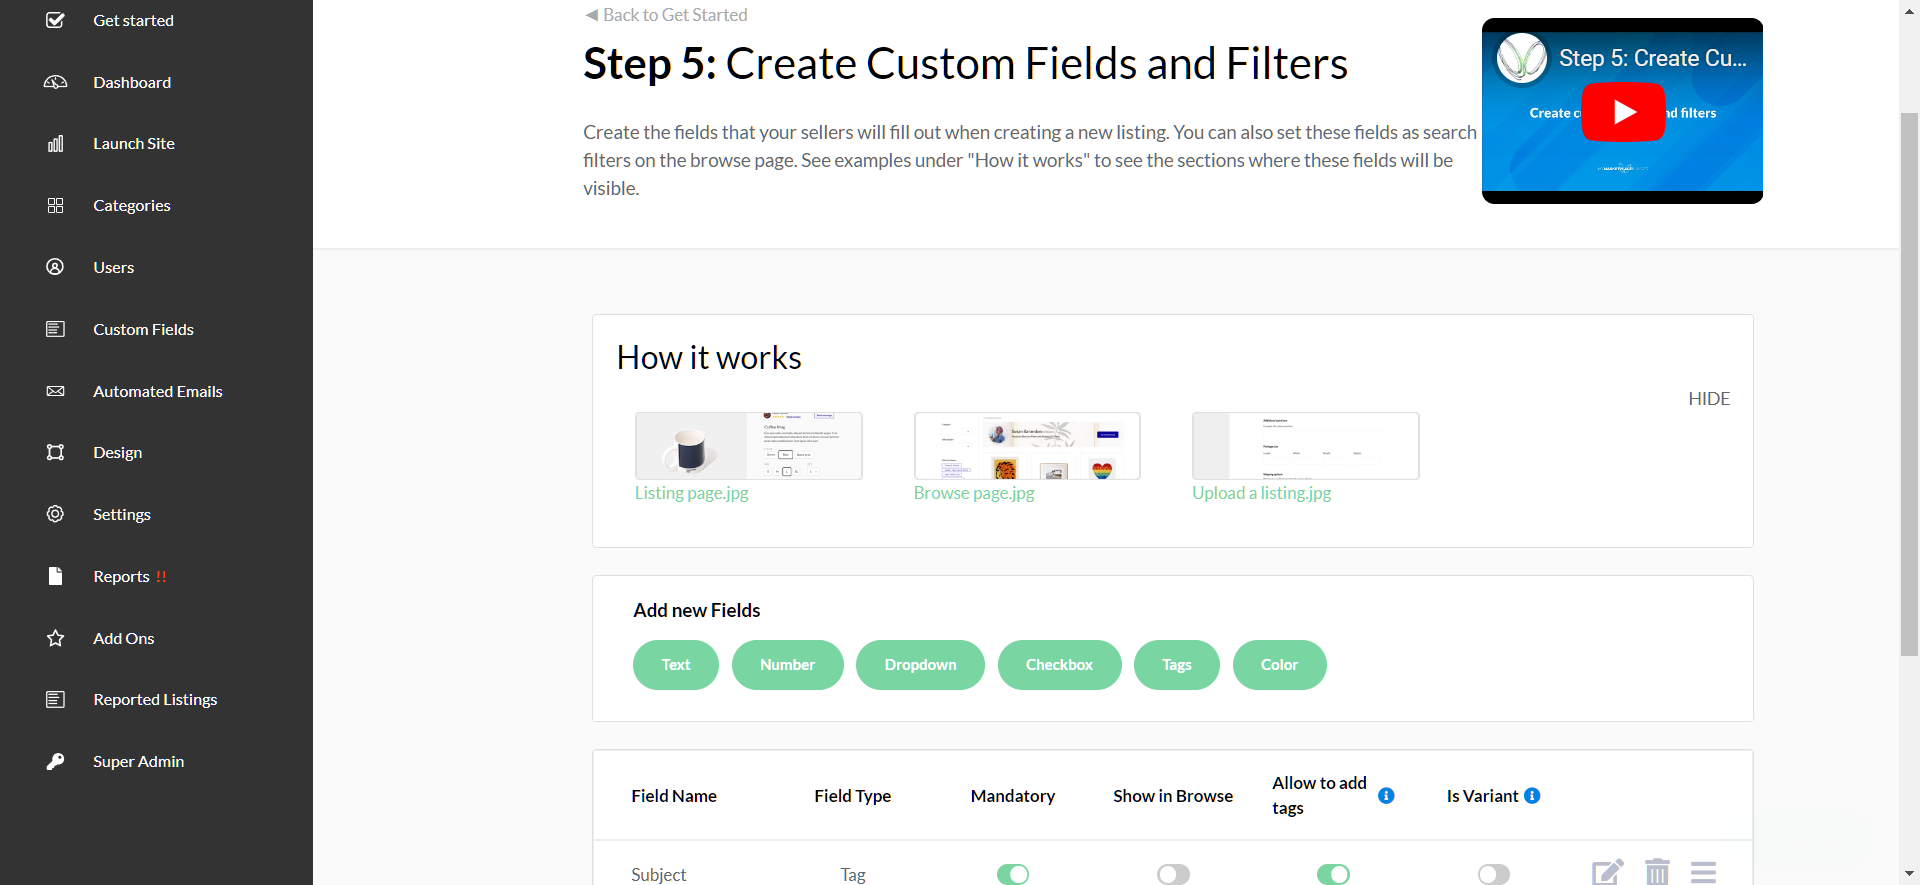 Get started
Dashboard
Launch Site
Categories
Users
Custom Fields
Automated Emails
Design
Settings
Reports !!
Add Ons
Reported Listings
Super Admin
◀ Back to Get Started
Step 5: Create Custom Fields and Filters
Create the fields that your sellers will fill out when creating a new listing. You can also set these fields as search
filters on the browse page. See examples under "How it works" to see the sections where these fields will be
visible.
Step 5: Create Cu...
Create c
nd filters
How it works
HIDE
Coffee Mug
Listing page.jpg
Browse page.jpg
Upload a listing.jpg
Add new Fields
Text Number Dropdown Checkbox Tags Color
Field Name Field Type Mandatory Show in Browse Allow to add tags Is Variant
Subject Tag